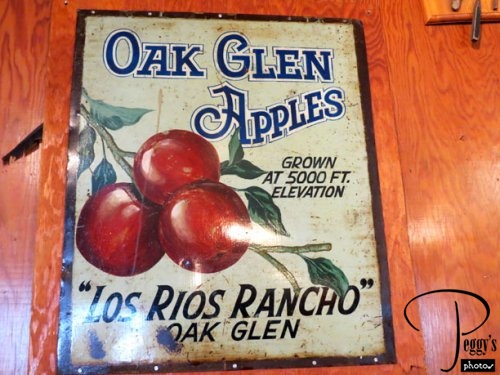 OAK GLEN
APPLES
GROWN
AT 5000 FT.
ELEVATION
"LOS RIOS RANCHO"
OAK GLEN
Peggy's
photos